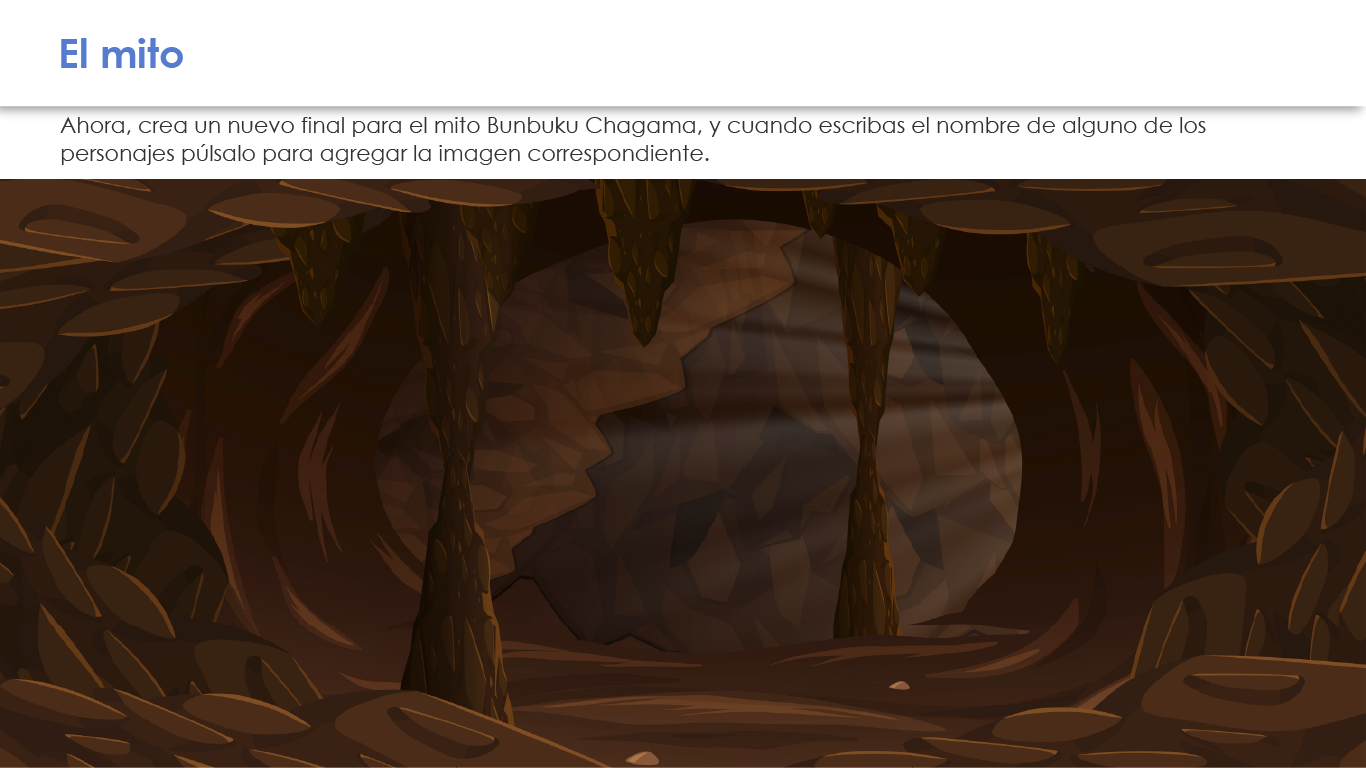 El mito
Ahora, crea un nuevo final para el mito Bunbuku Chagama, y cuando escribas el nombre de alguno de los
personajes púlsalo para agregar la imagen correspondiente.